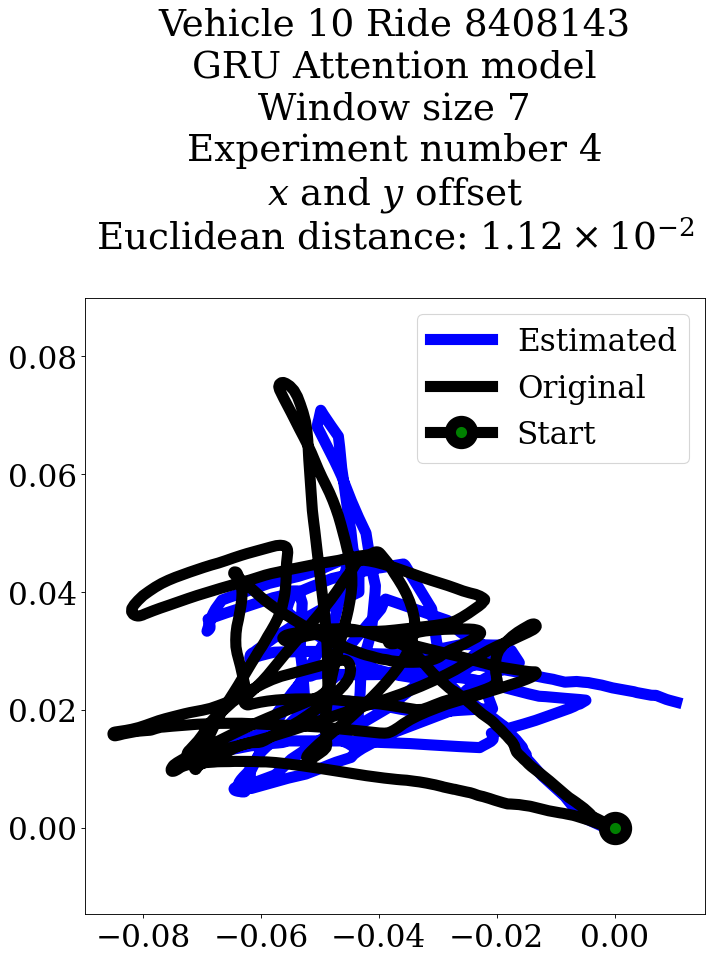 Vehicle 10 Ride 8408143
GRU Attention model
Window size 7
Experiment number 4
x and y offset
Euclidean distance: 1.12 × 10⁻²
Estimated
Original
Start
0.08
0.06
0.04
0.02
0.00
−0.08 −0.06 −0.04 −0.02 0.00